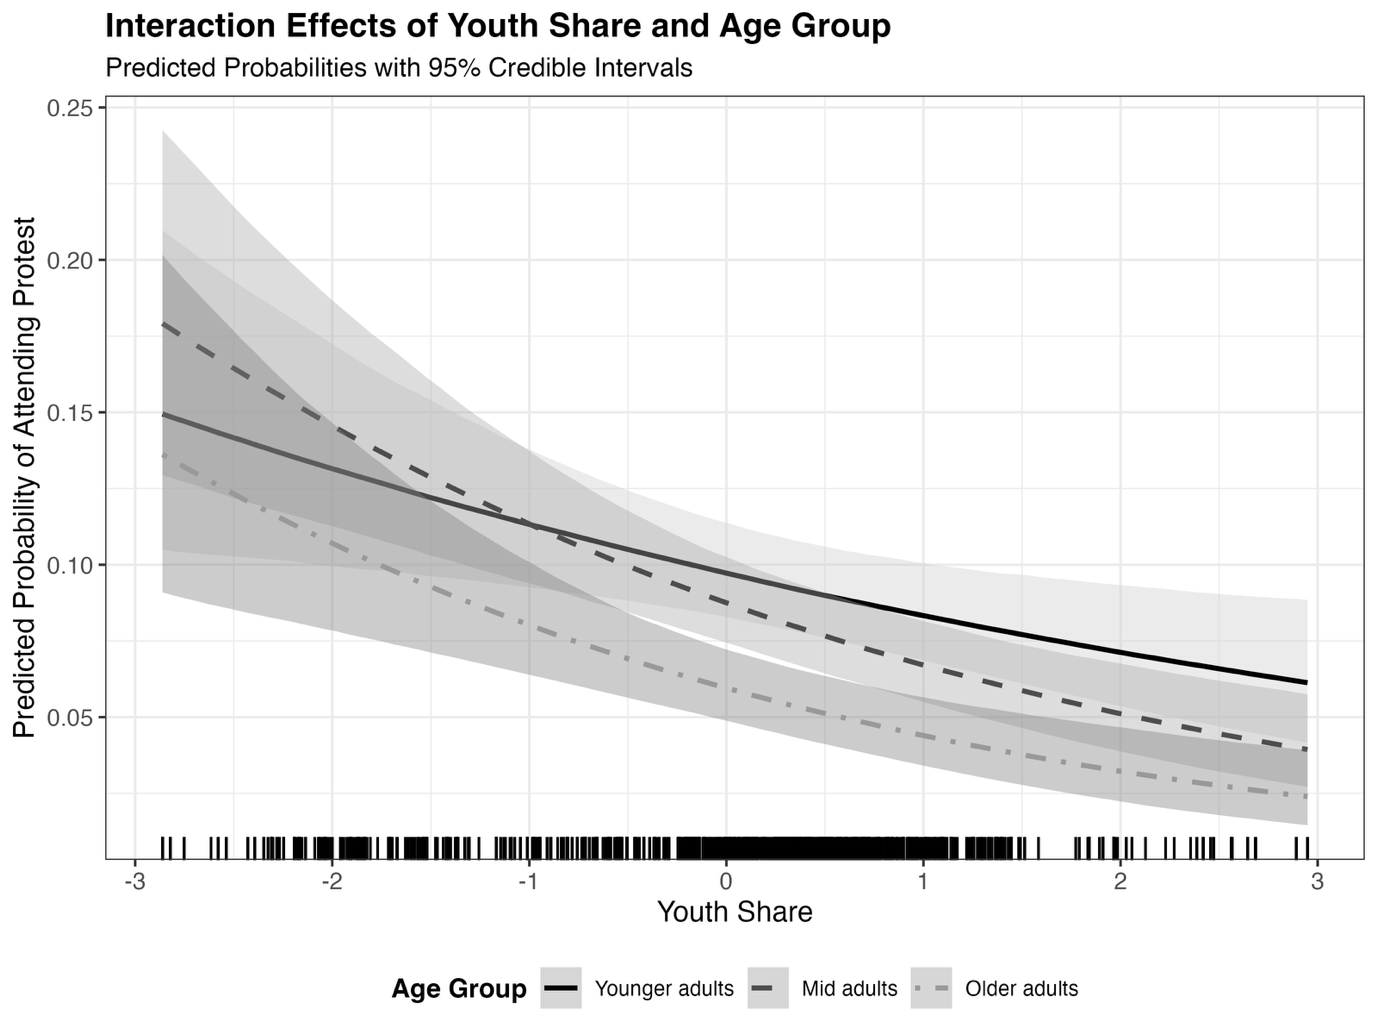 Interaction Effects of Youth Share and Age Group
Predicted Probabilities with 95% Credible Intervals
Predicted Probability of Attending Protest
0.25
0.20
0.15
0.10
0.05
-3 -2 -1 0 1 2 3
Youth Share
Age Group Younger adults Mid adults Older adults